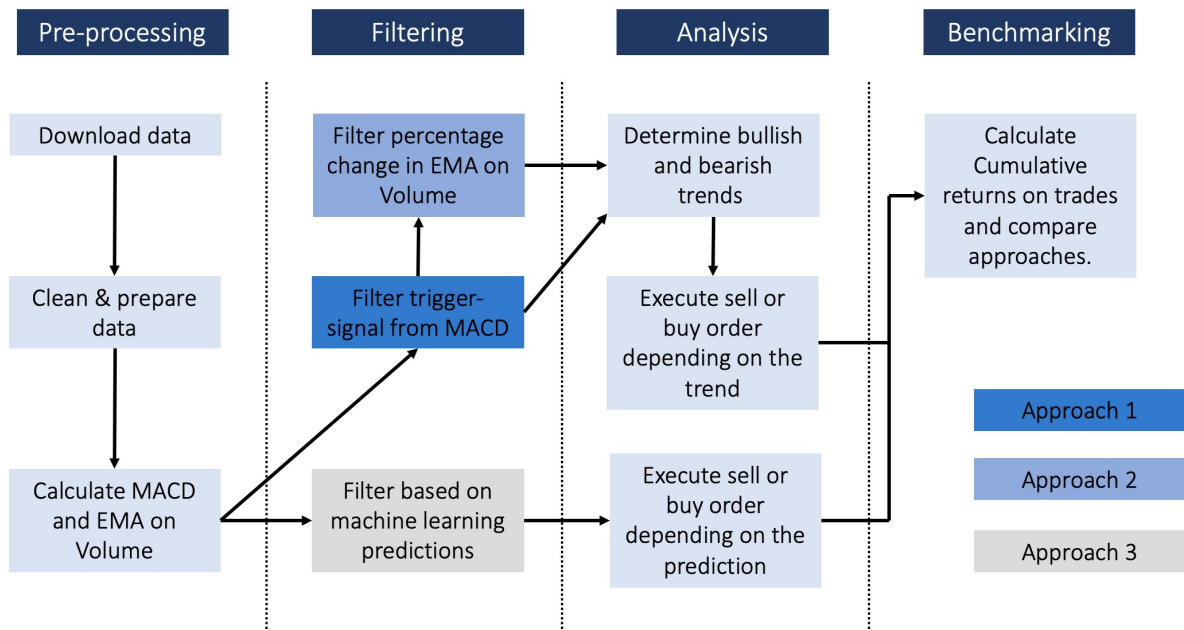 Pre-processing
Filtering
Analysis
Benchmarking
Download data
Clean & prepare
data
Calculate MACD
and EMA on
Volume
Filter percentage
change in EMA on
Volume
Filter trigger-
signal from MACD
Filter based on
machine learning
predictions
Determine bullish
and bearish
trends
Execute sell or
buy order
depending on the
trend
Execute sell or
buy order
depending on the
prediction
Calculate
Cumulative
returns on trades
and compare
approaches.
Approach 1
Approach 2
Approach 3